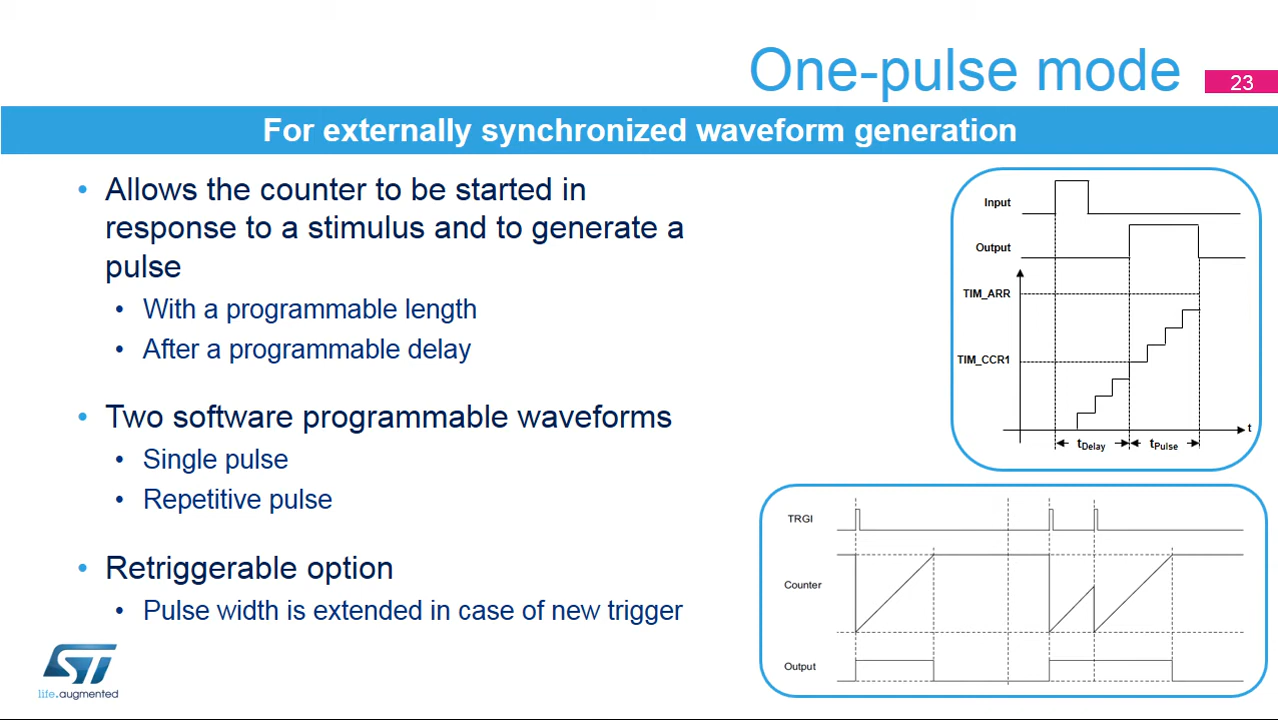 One-pulse mode
23
For externally synchronized waveform generation
• Allows the counter to be started in
response to a stimulus and to generate a
pulse
• With a programmable length
• After a programmable delay
• Two software programmable waveforms
• Single pulse
• Repetitive pulse
• Retriggerable option
• Pulse width is extended in case of new trigger
Input
Output
TIM_ARR
TIM_CCR1
t
tDelay tPulse
TRGI
Counter
Output
ST
life.augmented